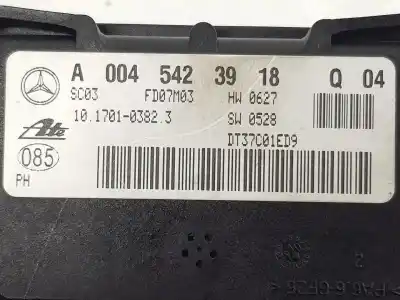 A 004 542 39 18 Q 04
SC03 FD07M03 HW 0627
10.1701-0382.3 SW 0528
Ate DT37C01ED9
085
PH
2